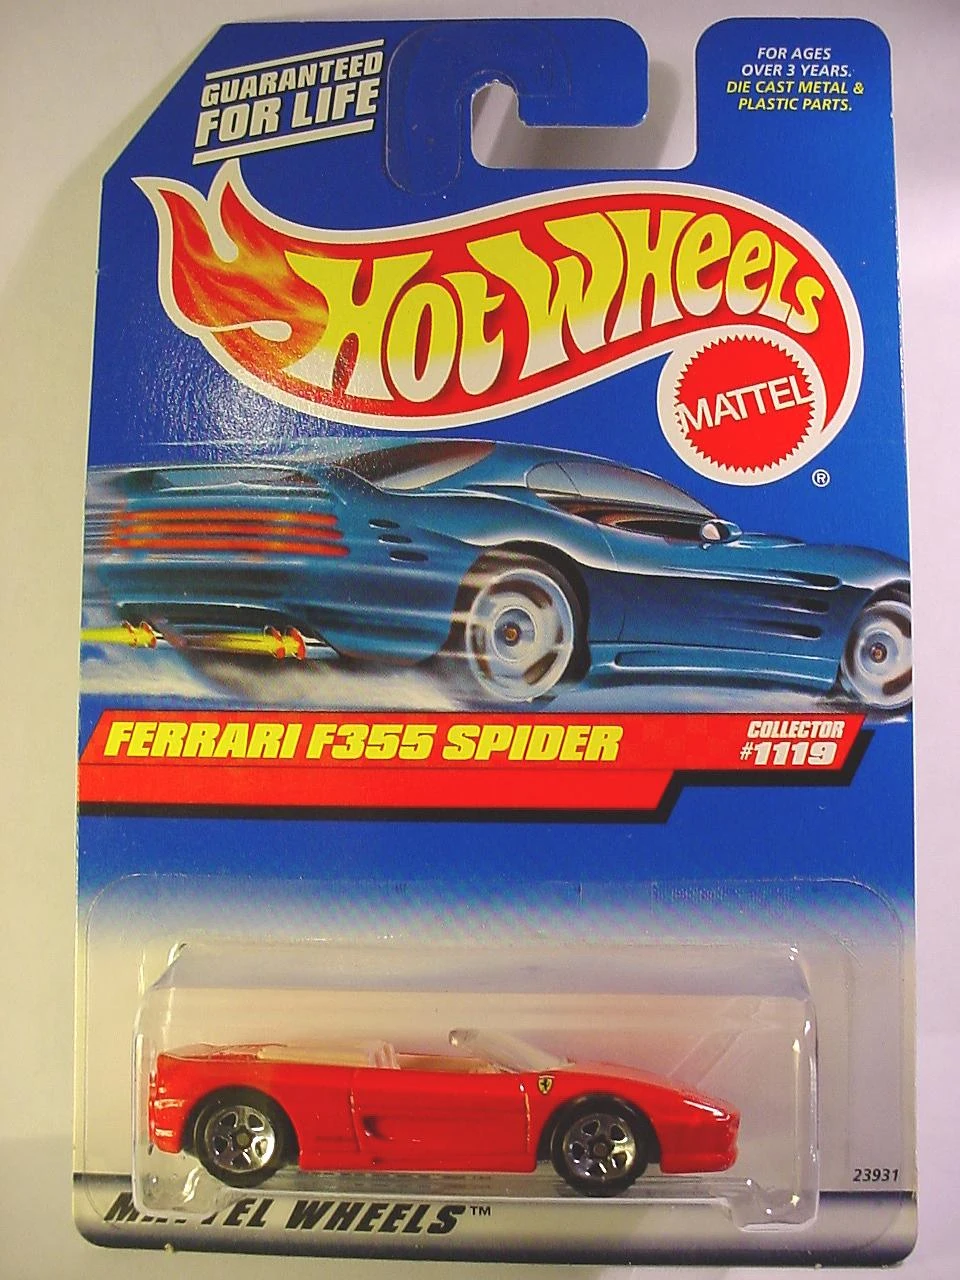 GUARANTEED
FOR LIFE
FOR AGES
OVER 3 YEARS.
DIE CAST METAL &
PLASTIC PARTS.
HOT WHEELS
MATTEL
®
FERRARI F355 SPIDER
COLLECTOR
#1119
23931
MATTEL WHEELS™